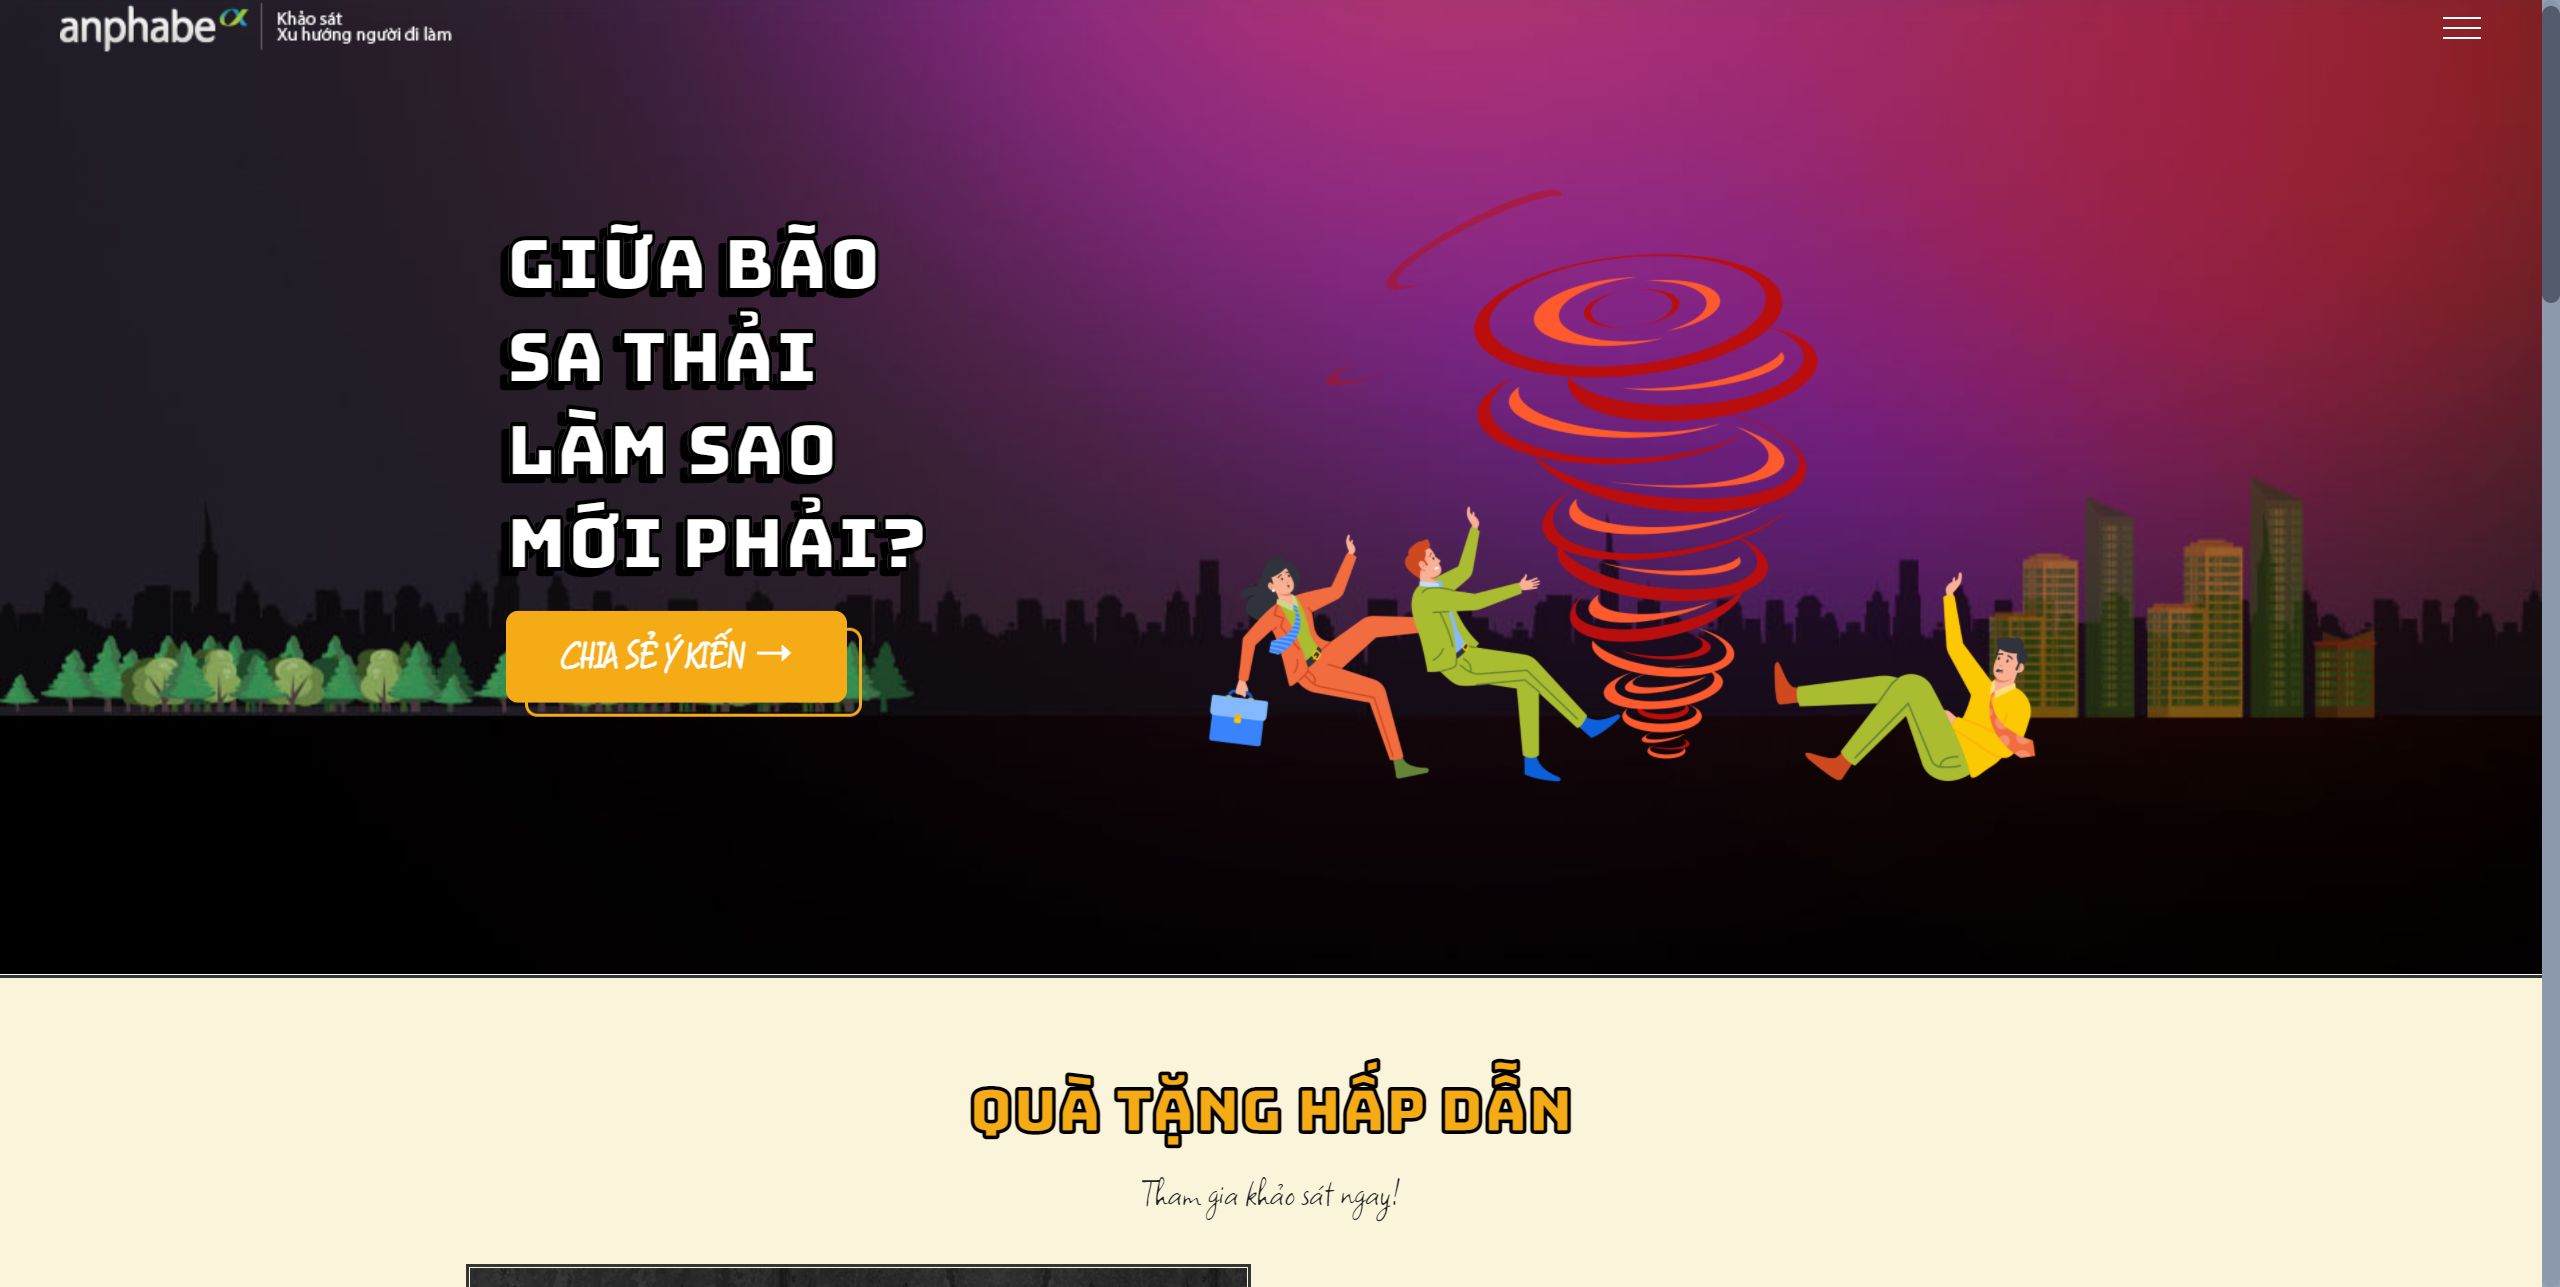 anphabe
Khảo sát
Xu hướng người đi làm
GIỮA BÃO
SA THẢI
LÀM SAO
MỚI PHẢI?
CHIA SẺ Ý KIẾN →
QUÀ TẶNG HẤP DẪN
Tham gia khảo sát ngay!